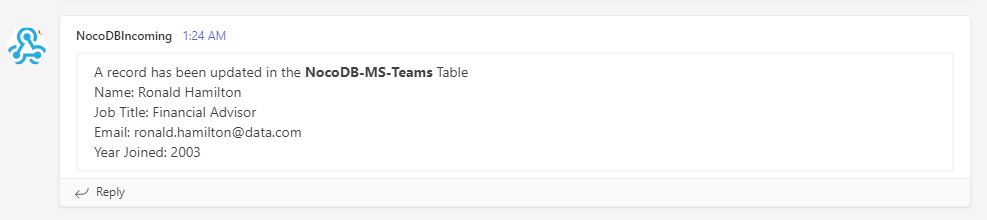 NocoDBIncoming 1:24 AM
A record has been updated in the NocoDB-MS-Teams Table
Name: Ronald Hamilton
Job Title: Financial Advisor
Email: ronald.hamilton@data.com
Year Joined: 2003
Reply